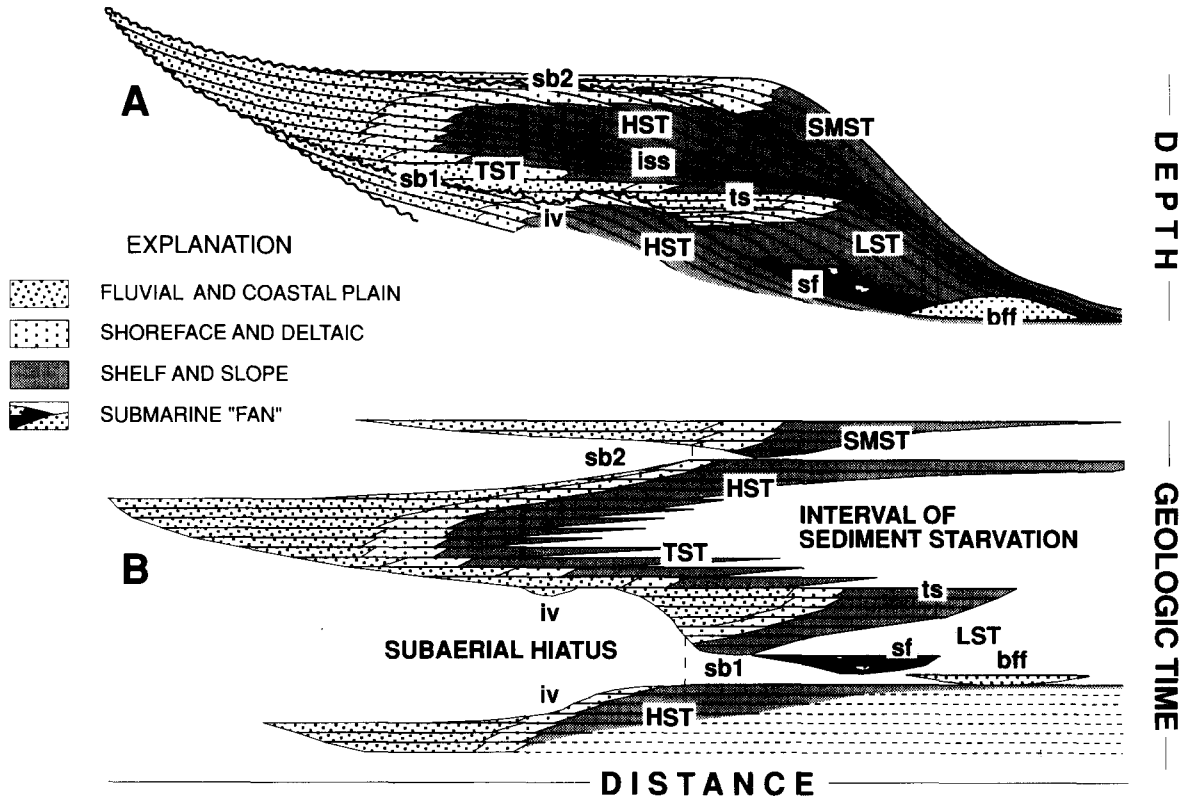 A
sb2
HST
SMST
iss
TST
sb1
ts
iv
HST
LST
sf
bff
DEPTH
EXPLANATION
FLUVIAL AND COASTAL PLAIN
SHOREFACE AND DELTAIC
SHELF AND SLOPE
SUBMARINE "FAN"
B
SMST
sb2
HST
INTERVAL OF
SEDIMENT STARVATION
TST
ts
iv
SUBAERIAL HIATUS
LST
sf
bff
sb1
iv
HST
GEOLOGIC TIME
DISTANCE